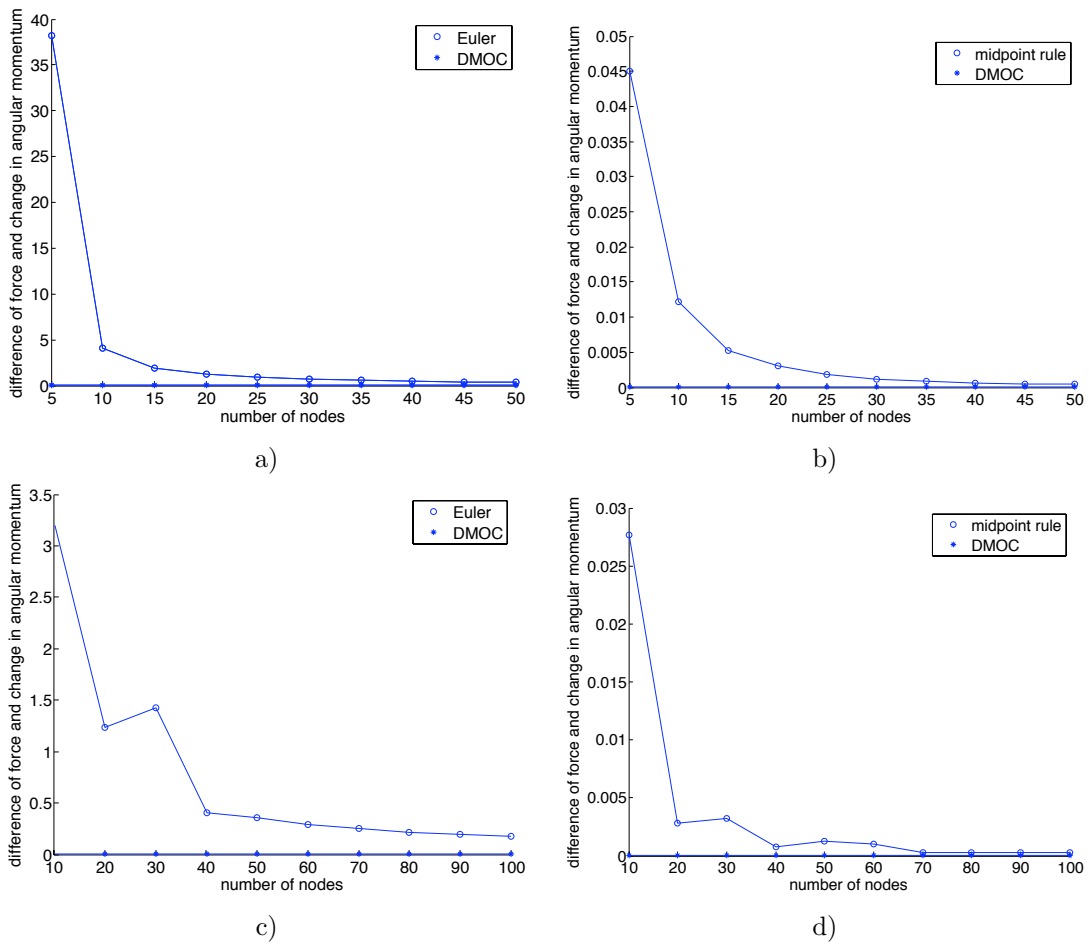 difference of force and change in angular momentum
40
35
30
25
20
15
10
5
0
Euler
DMOC
5 10 15 20 25 30 35 40 45 50
number of nodes
a)
difference of force and change in angular momentum
0.05
0.045
0.04
0.035
0.03
0.025
0.02
0.015
0.01
0.005
0
midpoint rule
DMOC
5 10 15 20 25 30 35 40 45 50
number of nodes
b)
difference of force and change in angular momentum
3.5
3
2.5
2
1.5
1
0.5
0
Euler
DMOC
10 20 30 40 50 60 70 80 90 100
number of nodes
c)
difference of force and change in angular momentum
0.03
0.025
0.02
0.015
0.01
0.005
0
midpoint rule
DMOC
10 20 30 40 50 60 70 80 90 100
number of nodes
d)